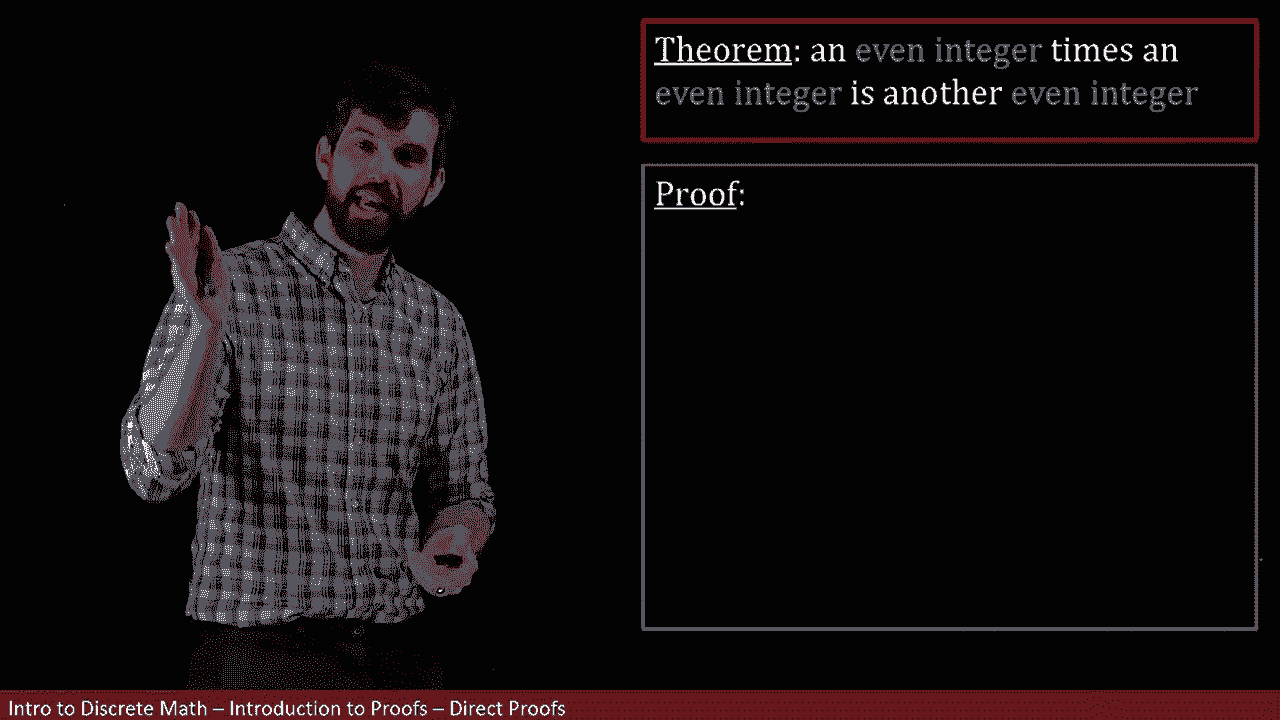 Theorem: an even integer times an
even integer is another even integer
Proof:
Intro to Discrete Math – Introduction to Proofs – Direct Proofs